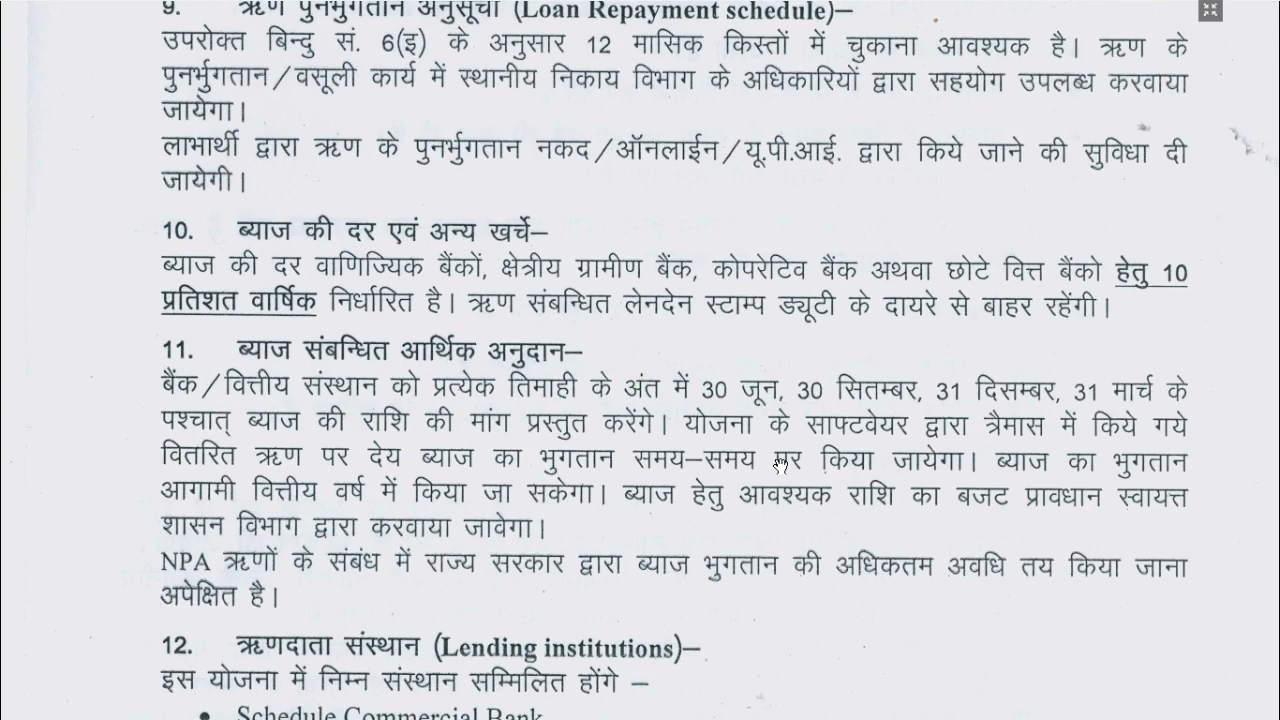 9. ऋण पुनर्भुगतान अनुसूची (Loan Repayment schedule)–
उपरोक्त बिन्दु सं. 6(इ) के अनुसार 12 मासिक किस्तों में चुकाना आवश्यक है। ऋण के
पुनर्भुगतान/वसूली कार्य में स्थानीय निकाय विभाग के अधिकारियों द्वारा सहयोग उपलब्ध करवाया
जायेगा।
लाभार्थी द्वारा ऋण के पुनर्भुगतान नकद/ऑनलाईन/यू.पी.आई. द्वारा किये जाने की सुविधा दी
जायेगी।
10. ब्याज की दर एवं अन्य खर्चे–
ब्याज की दर वाणिज्यिक बैंकों, क्षेत्रीय ग्रामीण बैंक, कोपरेटिव बैंक अथवा छोटे वित्त बैंको हेतु 10
प्रतिशत वार्षिक निर्धारित है। ऋण संबन्धित लेनदेन स्टाम्प ड्यूटी के दायरे से बाहर रहेंगी।
11. ब्याज संबन्धित आर्थिक अनुदान–
बैंक/वित्तीय संस्थान को प्रत्येक तिमाही के अंत में 30 जून, 30 सितम्बर, 31 दिसम्बर, 31 मार्च के
पश्चात् ब्याज की राशि की मांग प्रस्तुत करेंगे। योजना के साफ्टवेयर द्वारा त्रैमास में किये गये
वितरित ऋण पर देय ब्याज का भुगतान समय–समय पर किया जायेगा। ब्याज का भुगतान
आगामी वित्तीय वर्ष में किया जा सकेगा। ब्याज हेतु आवश्यक राशि का बजट प्रावधान स्वायत्त
शासन विभाग द्वारा करवाया जावेगा।
NPA ऋणों के संबंध में राज्य सरकार द्वारा ब्याज भुगतान की अधिकतम अवधि तय किया जाना
अपेक्षित है।
12. ऋणदाता संस्थान (Lending institutions)–
इस योजना में निम्न संस्थान सम्मिलित होंगे –
• Schedule Commercial Bank